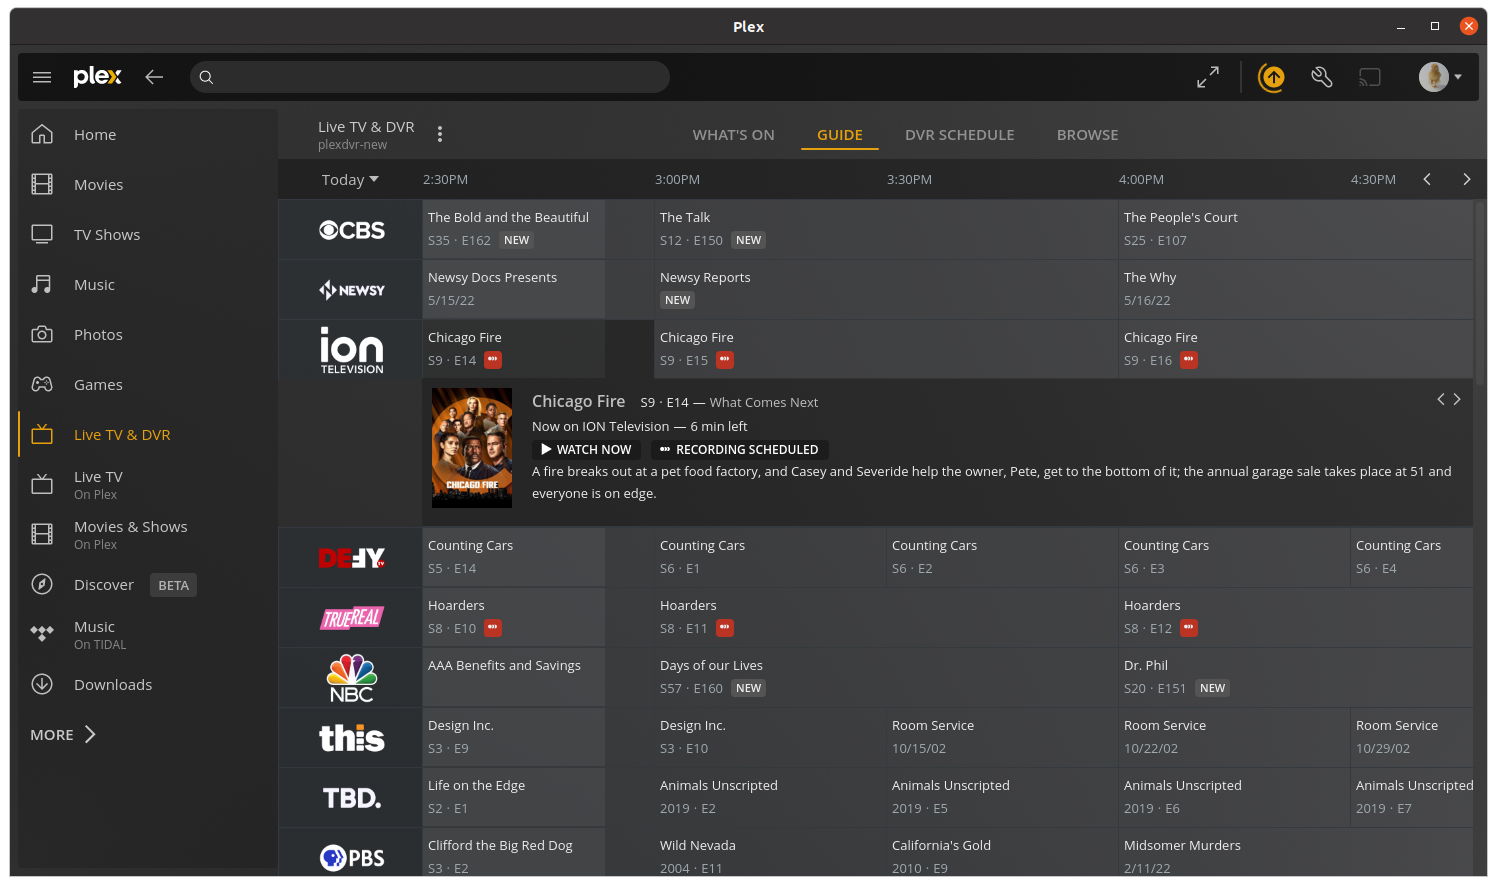 Plex
plex
Live TV & DVR
plexdvr-new
WHAT'S ON GUIDE DVR SCHEDULE BROWSE
Home
Movies
TV Shows
Music
Photos
Games
Live TV & DVR
Live TV
On Plex
Movies & Shows
On Plex
Discover BETA
Music
On TIDAL
Downloads
MORE
Today 2:30PM 3:00PM 3:30PM 4:00PM 4:30PM
CBS
The Bold and the Beautiful The Talk The People's Court
S35 · E162 NEW S12 · E150 NEW S25 · E107
NEWSY
Newsy Docs Presents Newsy Reports The Why
5/15/22 NEW 5/16/22
ion
TELEVISION
Chicago Fire Chicago Fire Chicago Fire
S9 · E14 S9 · E15 S9 · E16
CHICAGO FIRE
Chicago Fire S9 · E14 — What Comes Next
Now on ION Television — 6 min left
WATCH NOW RECORDING SCHEDULED
A fire breaks out at a pet food factory, and Casey and Severide help the owner, Pete, get to the bottom of it; the annual garage sale takes place at 51 and
everyone is on edge.
DEFY TV
Counting Cars Counting Cars Counting Cars Counting Cars Counting Cars
S5 · E14 S6 · E1 S6 · E2 S6 · E3 S6 · E4
TRUEREAL
Hoarders Hoarders Hoarders
S8 · E10 S8 · E11 S8 · E12
NBC
AAA Benefits and Savings Days of our Lives Dr. Phil
S57 · E160 NEW S20 · E151 NEW
this
Design Inc. Design Inc. Room Service Room Service Room Service
S3 · E9 S3 · E10 10/15/02 10/22/02 10/29/02
TBD.
Life on the Edge Animals Unscripted Animals Unscripted Animals Unscripted Animals Unscripted
S2 · E1 2019 · E2 2019 · E5 2019 · E6 2019 · E7
PBS
Clifford the Big Red Dog Wild Nevada California's Gold Midsomer Murders
S3 · E2 2004 · E11 2010 · E9 2/11/22